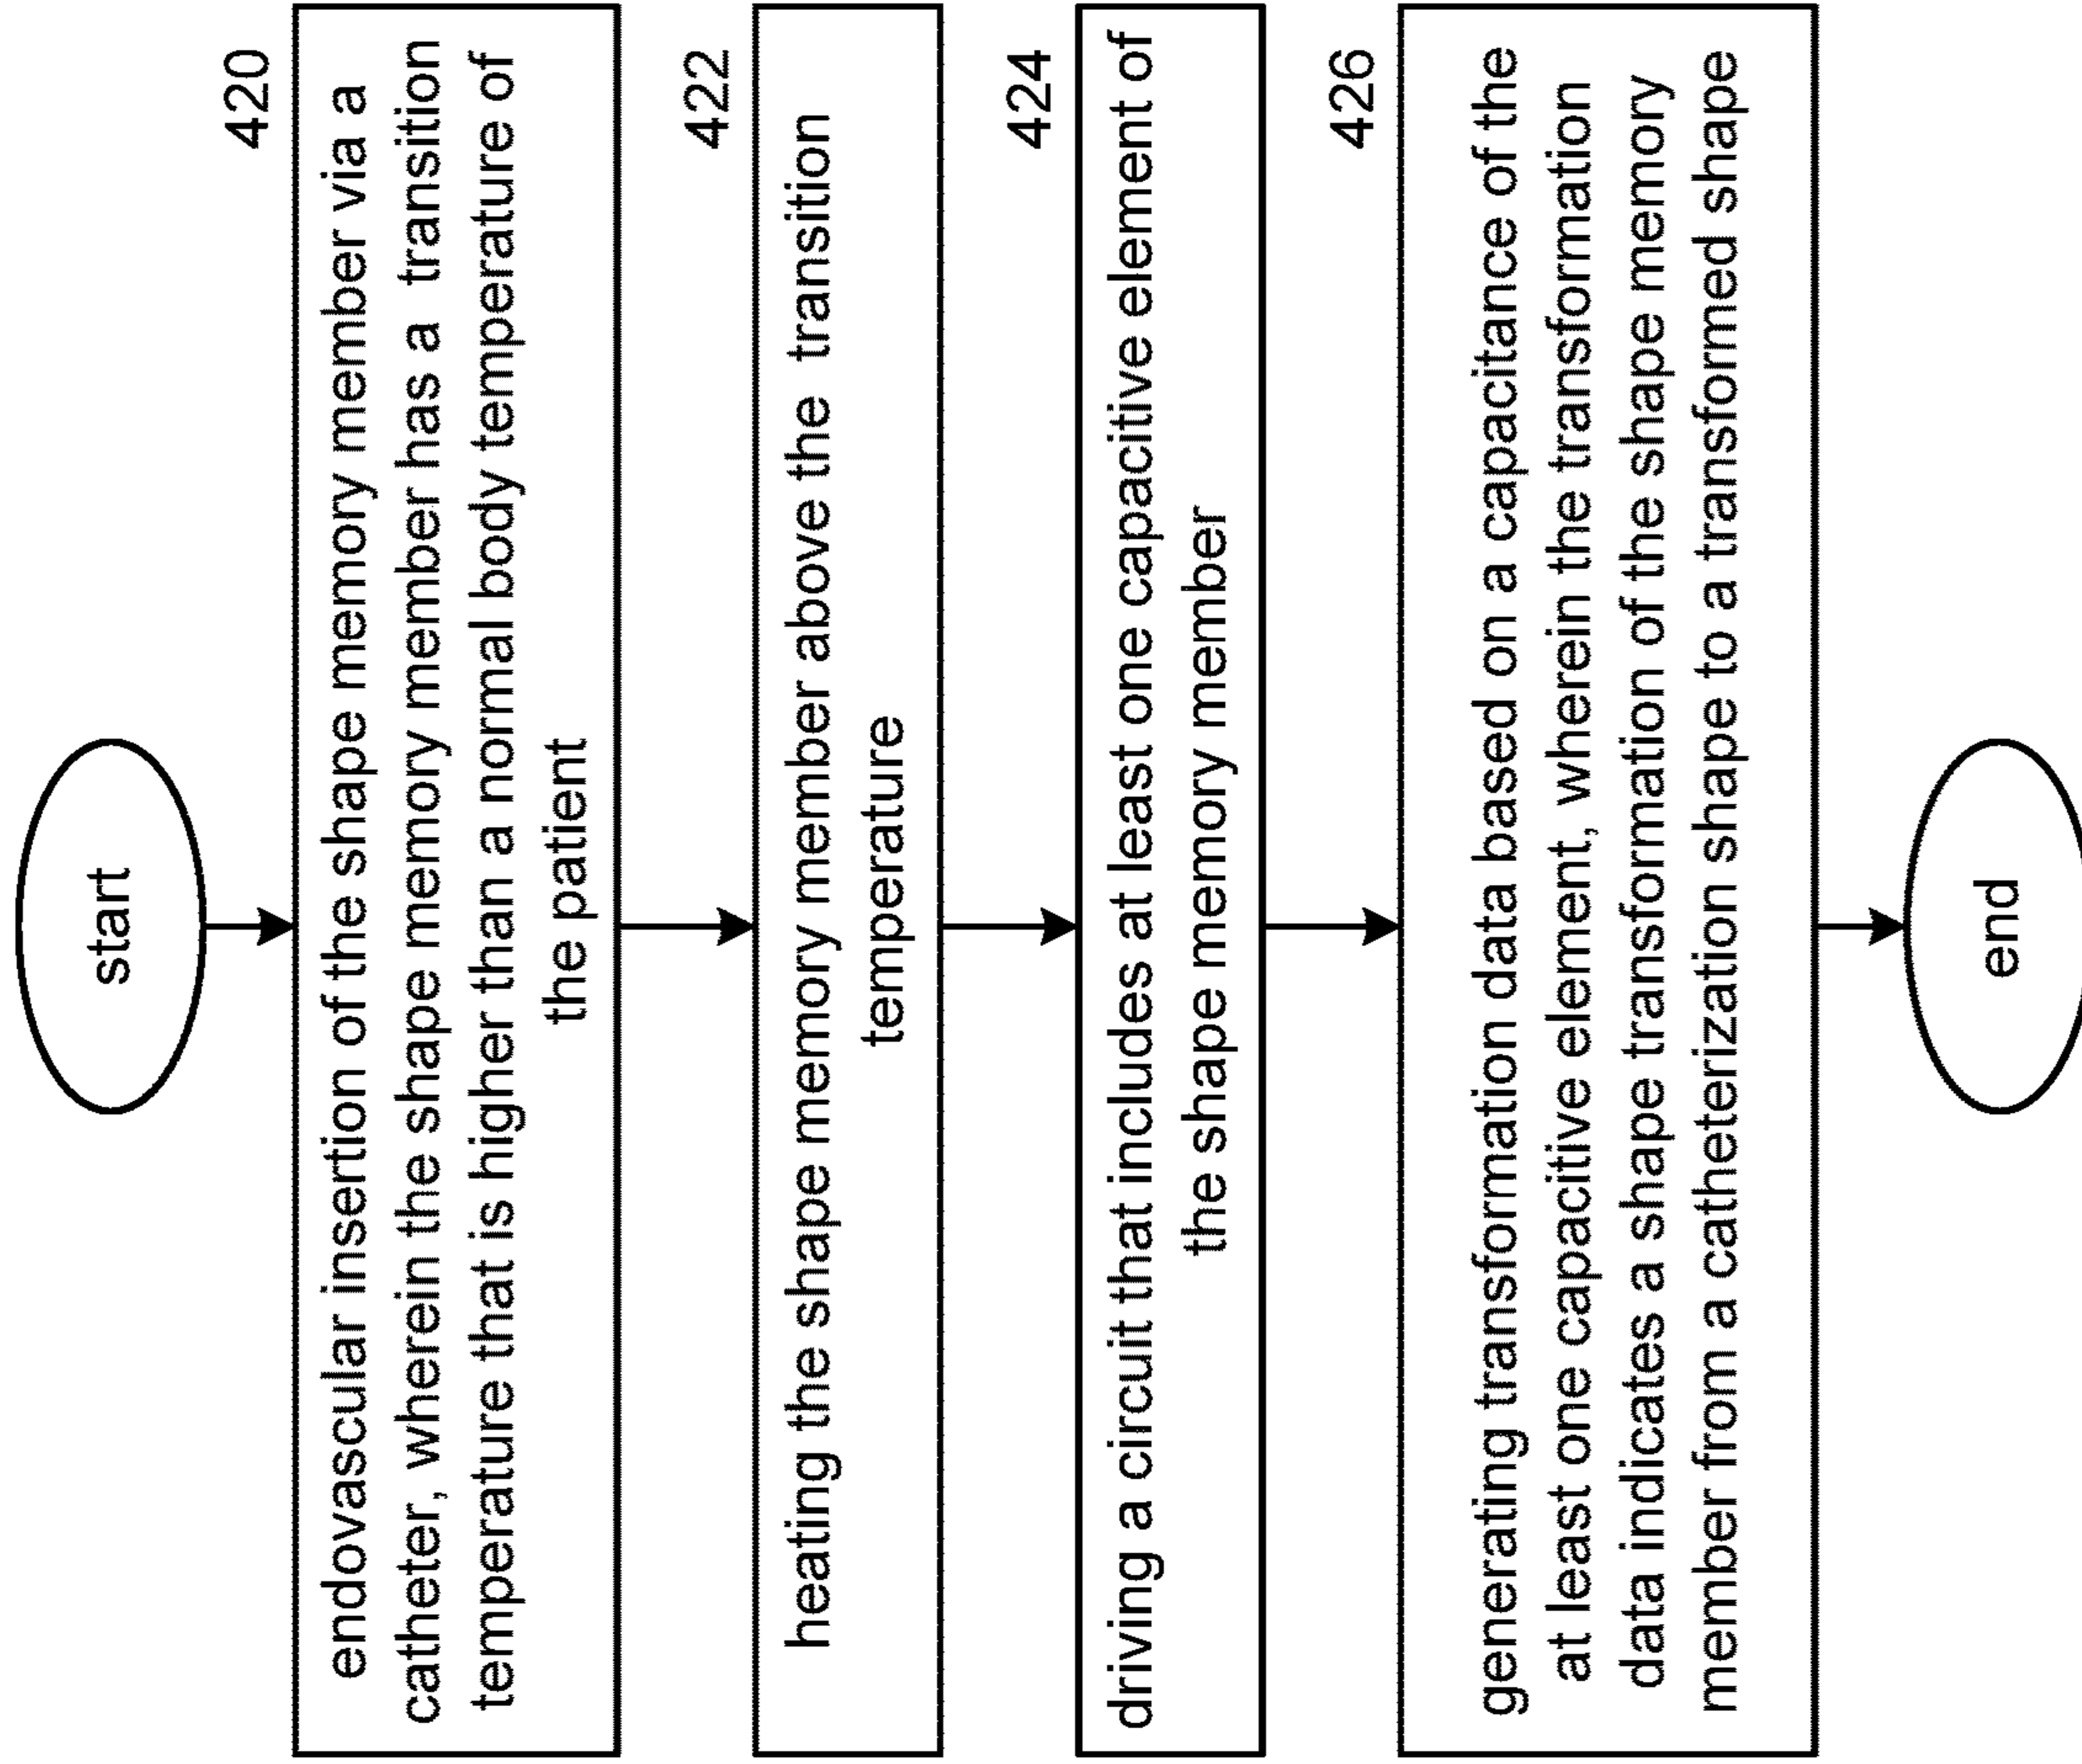 start
420
endovascular insertion of the shape memory member via a
catheter, wherein the shape memory member has a transition
temperature that is higher than a normal body temperature of
the patient
422
heating the shape memory member above the transition
temperature
424
driving a circuit that includes at least one capacitive element of
the shape memory member
426
generating transformation data based on a capacitance of the
at least one capacitive element, wherein the transformation
data indicates a shape transformation of the shape memory
member from a catheterization shape to a transformed shape
end